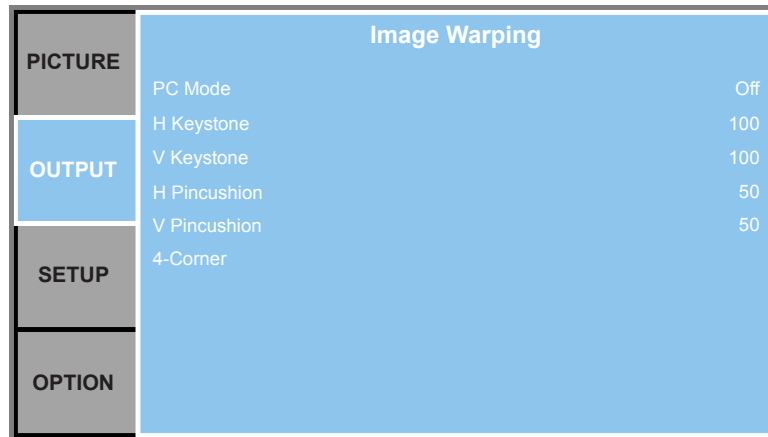 PICTURE
OUTPUT
SETUP
OPTION
Image Warping
PC Mode Off
H Keystone 100
V Keystone 100
H Pincushion 50
V Pincushion 50
4-Corner